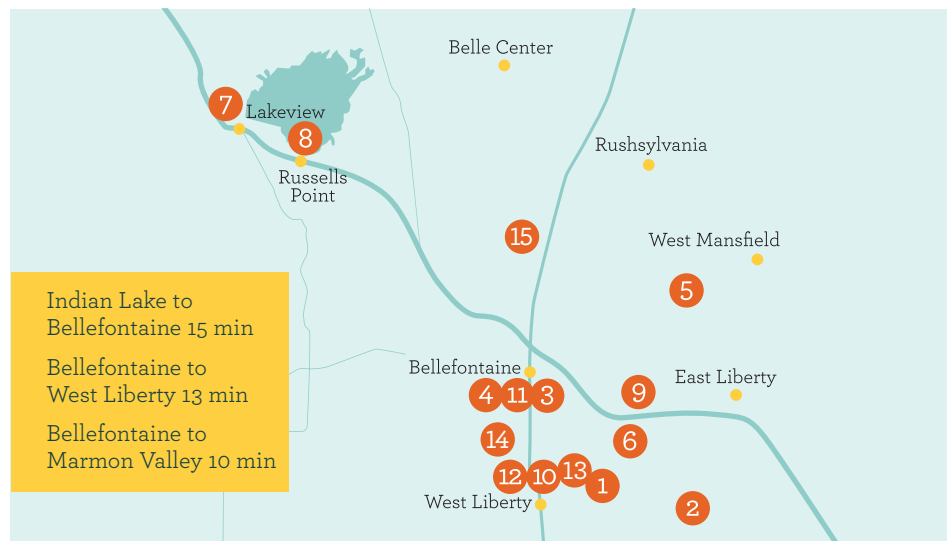 Belle Center
7
Lakeview
8
Rushsylvania
Russells
Point
15
West Mansfield
5
Indian Lake to
Bellefontaine 15 min
Bellefontaine to
West Liberty 13 min
Bellefontaine to
Marmon Valley 10 min
Bellefontaine
East Liberty
4
11
3
9
14
6
12
10
13
1
West Liberty
2